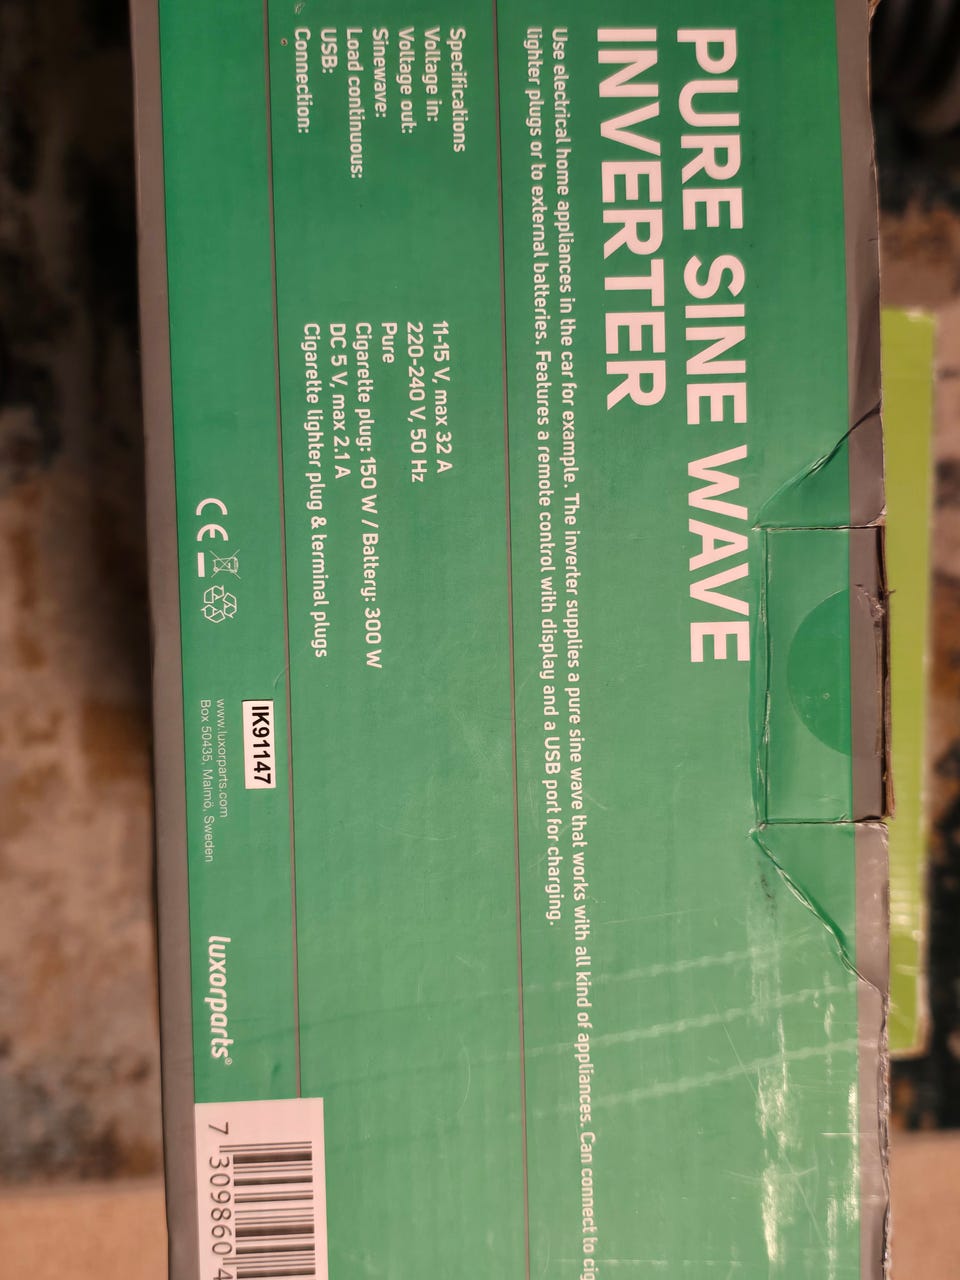 PURE SINE WAVE
INVERTER
Use electrical home appliances in the car for example. The inverter supplies a pure sine wave that works with all kind of appliances. Can connect to cig
lighter plugs or to external batteries. Features a remote control with display and a USB port for charging.
Specifications
Voltage in: 11-15 V, max 32 A
Voltage out: 220-240 V, 50 Hz
Sinewave: Pure
Load continuous: Cigarette plug: 150 W / Battery: 300 W
USB: DC 5 V, max 2.1 A
Connection: Cigarette lighter plug & terminal plugs
IK91147
CE
www.luxorparts.com
Box 50435, Malmö, Sweden
luxorparts®
7 309860 4